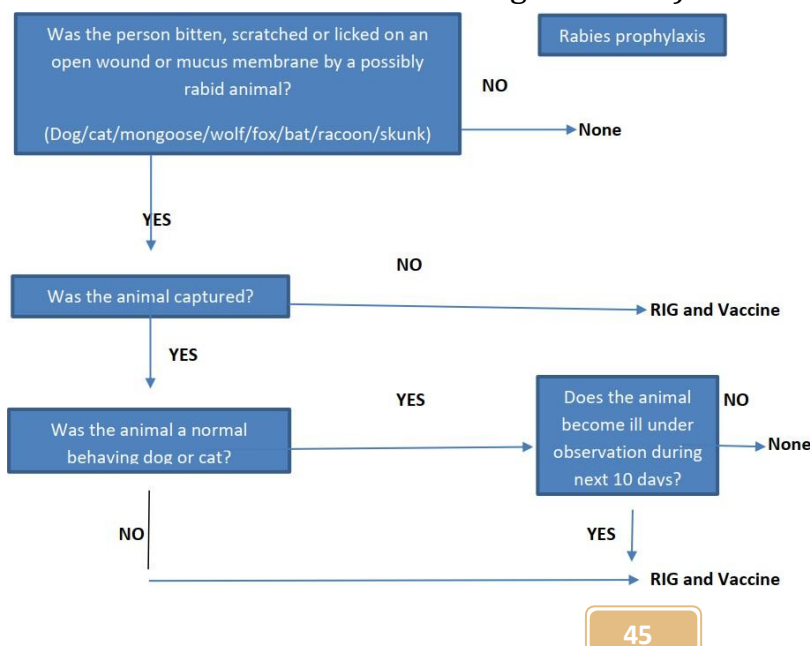 Was the person bitten, scratched or licked on an
open wound or mucus membrane by a possibly
rabid animal?
(Dog/cat/mongoose/wolf/fox/bat/racoon/skunk)
Rabies prophylaxis
NO
None
YES
Was the animal captured?
NO
RIG and Vaccine
YES
Was the animal a normal
behaving dog or cat?
YES
Does the animal
become ill under
observation during
next 10 days?
NO
None
NO
YES
RIG and Vaccine
45